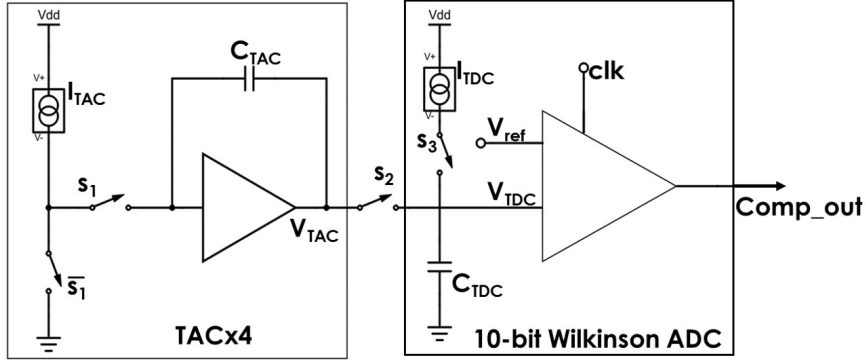 Vdd
V+
I_TAC
V-
C_TAC
s₁
s̄₁
V_TAC
TACx4
s₂
Vdd
V+
I_TDC
V-
s₃
V_ref
clk
V_TDC
C_TDC
Comp_out
10-bit Wilkinson ADC